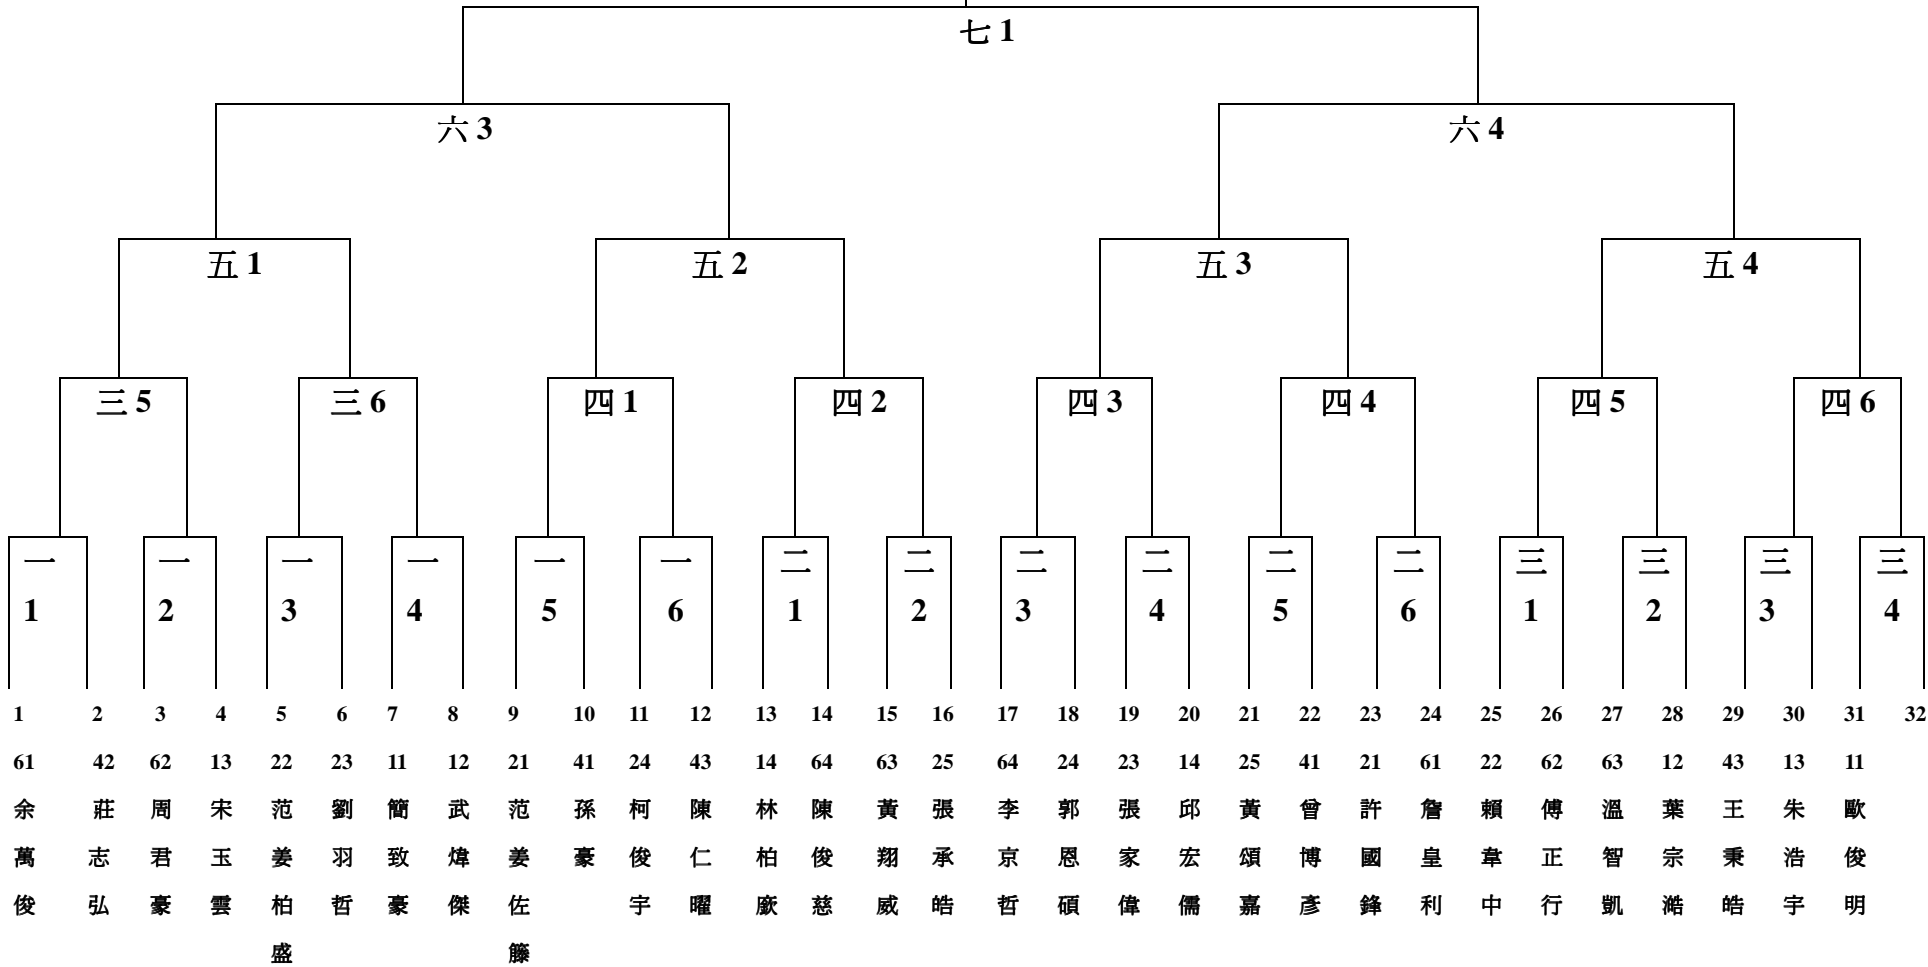 七 1
六 3 六 4
五 1 五 2 五 3 五 4
三 5 三 6 四 1 四 2 四 3 四 4 四 5 四 6
一 一 一 一 一 一 二 二 二 二 二 二 三 三 三 三
1 2 3 4 5 6 1 2 3 4 5 6 1 2 3 4
1 2 3 4 5 6 7 8 9 10 11 12 13 14 15 16 17 18 19 20 21 22 23 24 25 26 27 28 29 30 31 32
61 42 62 13 22 23 11 12 21 41 24 43 14 64 63 25 64 24 23 14 25 41 21 61 22 62 63 12 43 13 11
余 莊 周 宋 范 劉 簡 武 范 孫 柯 陳 林 陳 黃 張 李 郭 張 邱 黃 曾 許 詹 賴 傅 溫 葉 王 朱 歐
萬 志 君 玉 姜 羽 致 煒 姜 豪 俊 仁 柏 俊 翔 承 京 恩 家 宏 頌 博 國 皇 韋 正 智 宗 秉 浩 俊
俊 弘 豪 雲 柏 哲 豪 傑 佐 宇 曜 廞 慈 威 皓 哲 碩 偉 儒 嘉 彥 鋒 利 中 行 凱 澔 皓 宇 明
盛 籐